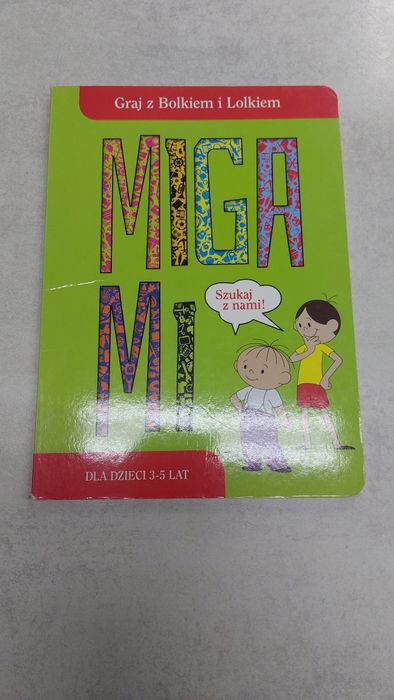 Graj z Bolkiem i Lolkiem
MIGA
MI
Szukaj
z nami!
DLA DZIECI 3-5 LAT